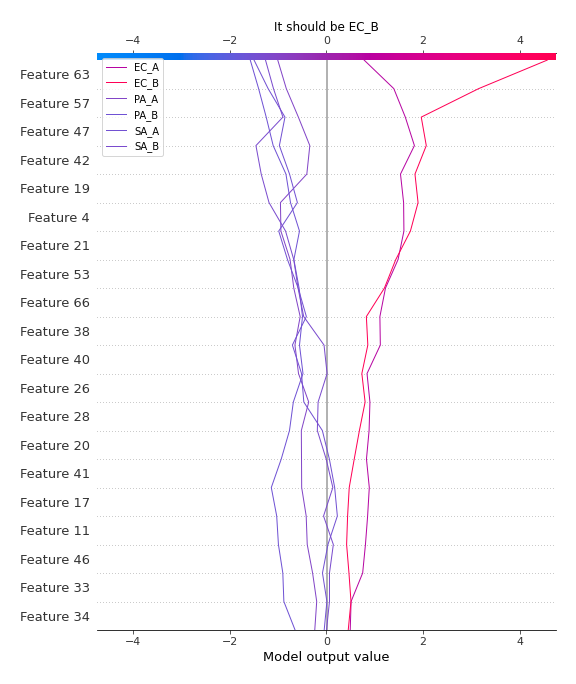 It should be EC_B
−4 −2 0 2 4
EC_A
EC_B
PA_A
PA_B
SA_A
SA_B
Feature 63
Feature 57
Feature 47
Feature 42
Feature 19
Feature 4
Feature 21
Feature 53
Feature 66
Feature 38
Feature 40
Feature 26
Feature 28
Feature 20
Feature 41
Feature 17
Feature 11
Feature 46
Feature 33
Feature 34
−4 −2 0 2 4
Model output value